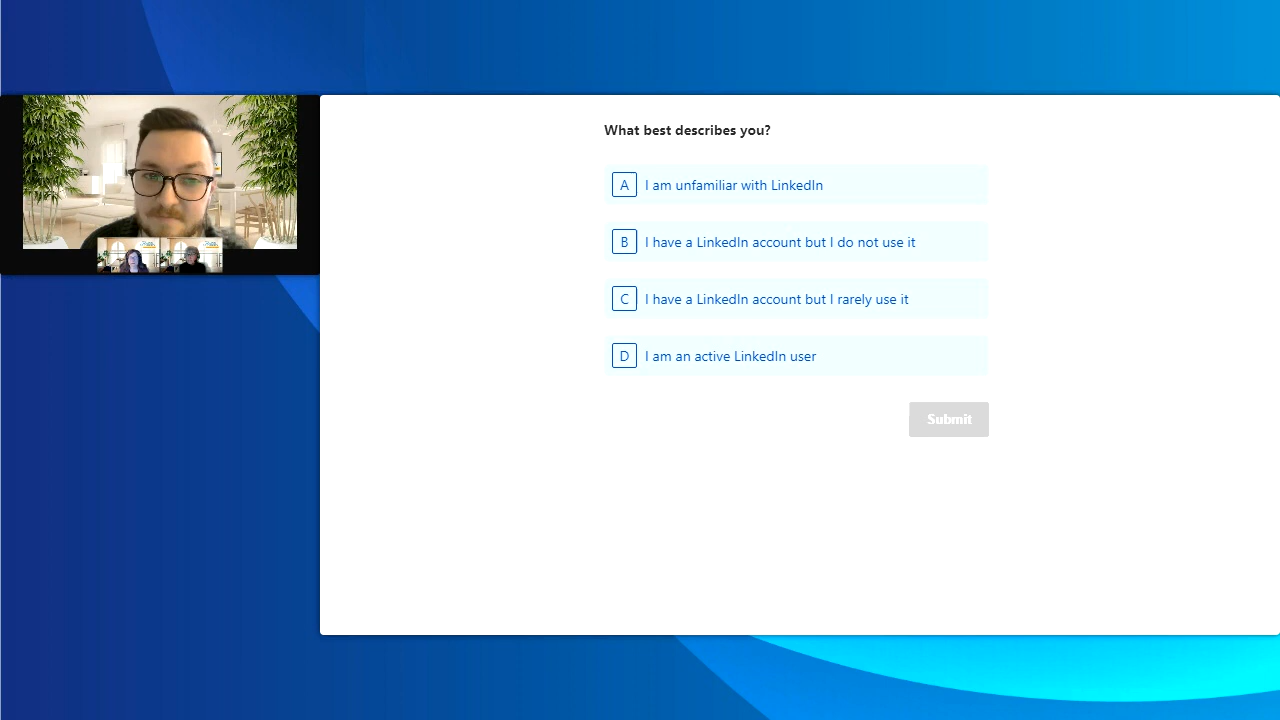 What best describes you?
A I am unfamiliar with LinkedIn
B I have a LinkedIn account but I do not use it
C I have a LinkedIn account but I rarely use it
D I am an active LinkedIn user
Submit